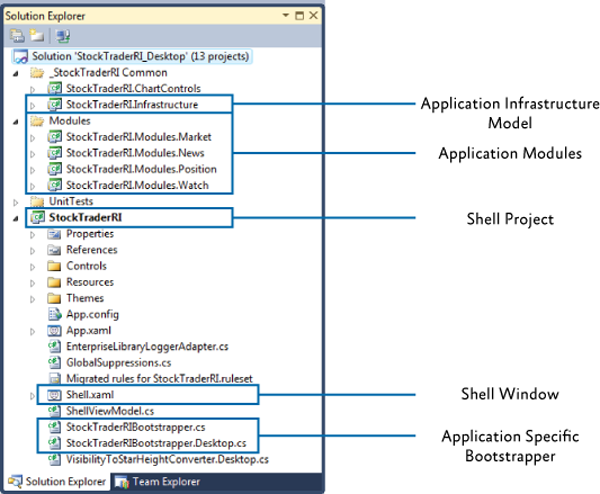 Solution Explorer
Solution 'StockTraderRI_Desktop' (13 projects)
_StockTraderRI Common
StockTraderRI.ChartControls
StockTraderRI.Infrastructure
Modules
StockTraderRI.Modules.Market
StockTraderRI.Modules.News
StockTraderRI.Modules.Position
StockTraderRI.Modules.Watch
UnitTests
StockTraderRI
Properties
References
Controls
Resources
Themes
App.config
App.xaml
EnterpriseLibraryLoggerAdapter.cs
GlobalSuppressions.cs
Migrated rules for StockTraderRI.ruleset
Shell.xaml
ShellViewModel.cs
StockTraderRIBootstrapper.cs
StockTraderRIBootstrapper.Desktop.cs
VisibilityToStarHeightConverter.Desktop.cs
Solution Explorer
Team Explorer
Application Infrastructure
Model
Application Modules
Shell Project
Shell Window
Application Specific
Bootstrapper